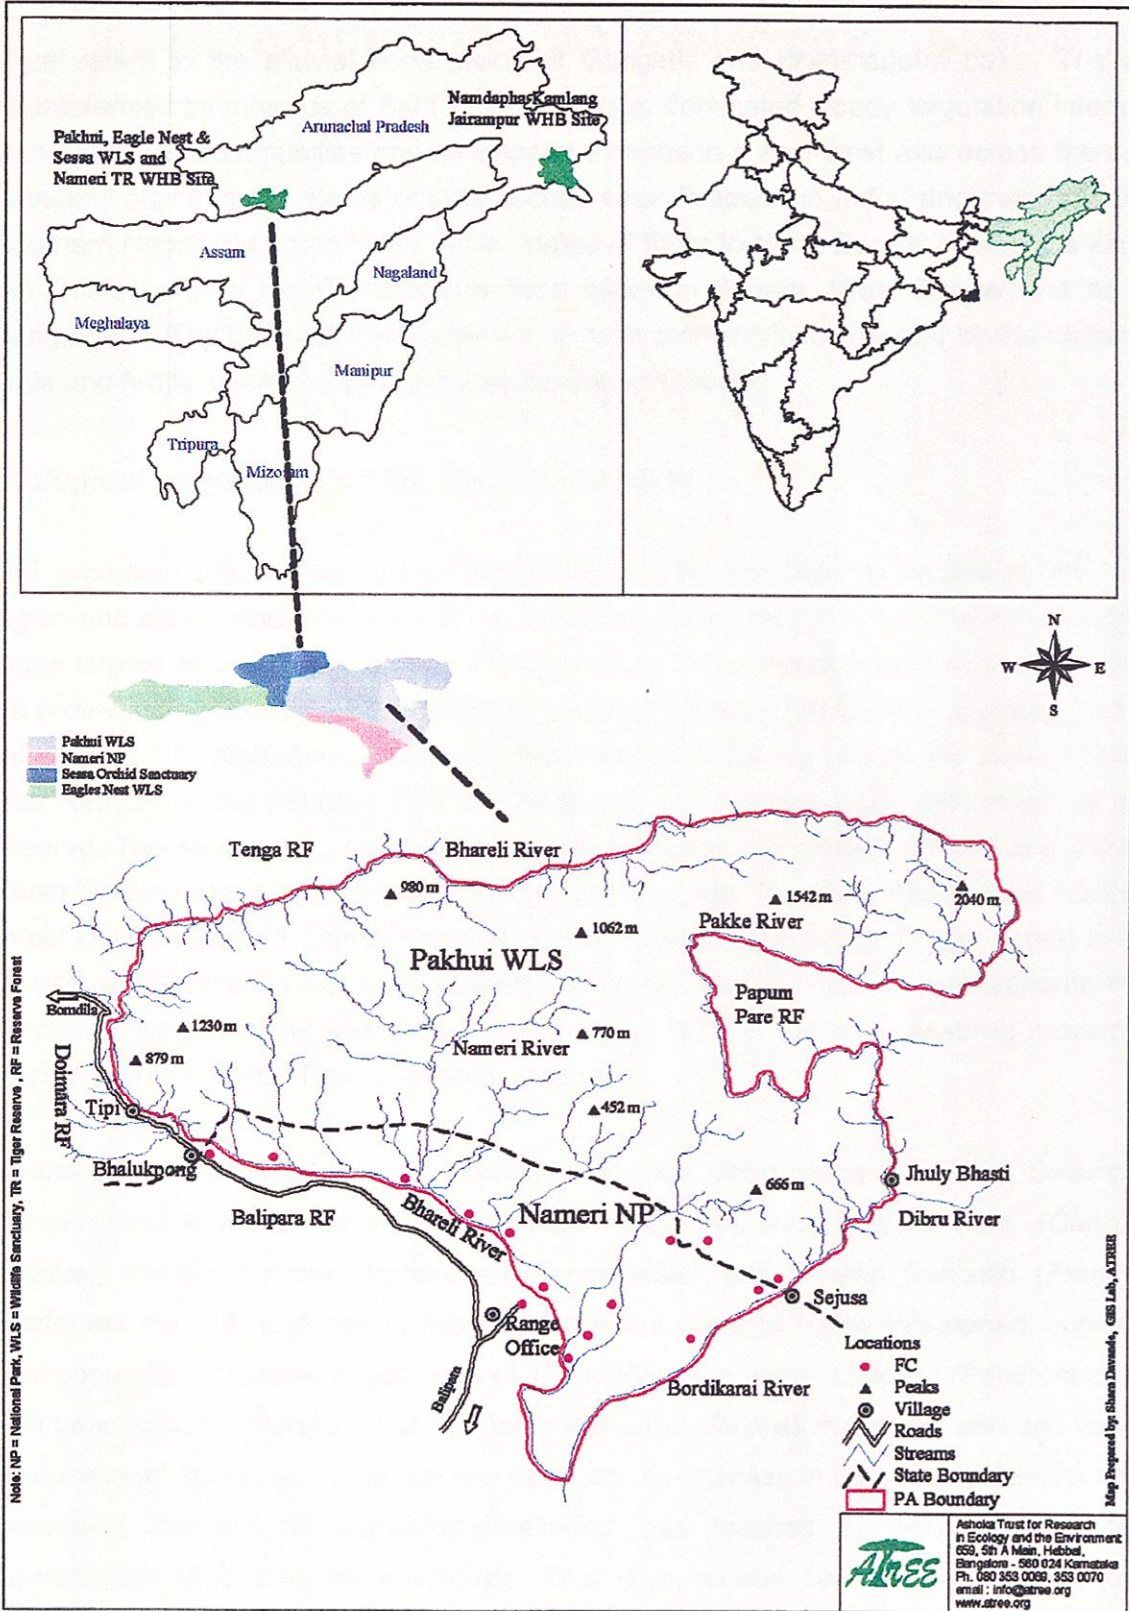 Namdapha-Kamlang
Jairampur WHB Site
Arunachal Pradesh
Pakhui, Eagle Nest &
Sessa WLS and
Nameri TR WHB Site
Assam
Nagaland
Meghalaya
Manipur
Tripura
Mizoram
N
W
E
S
Pakhui WLS
Nameri NP
Sessa Orchid Sanctuary
Eagles Nest WLS
Tenga RF
Bhareli River
980 m
1542 m
2040 m
Pakke River
1062 m
Pakhui WLS
Papum
Pare RF
Bomdila
1230 m
770 m
Nameri River
879 m
Doimara RF
Tipi
452 m
Bhalukpong
Jhuly Bhasti
666 m
Balipara RF
Bhareli River
Nameri NP
Dibru River
Sejusa
Range
Office
Balipara
Bordikarai River
Locations
FC
Peaks
Village
Roads
Streams
State Boundary
PA Boundary
Note: NP = National Park, WLS = Wildlife Sanctuary, TR = Tiger Reserve, RF = Reserve Forest
Map Prepared by: GIS Lab, ATREE
ATREE
Ashoka Trust for Research
in Ecology and the Environment
659, 5th A Main, Hebbal,
Bangalore - 560 024 Karnataka
Ph. 080 353 0069, 353 0070
email : info@atree.org
www.atree.org